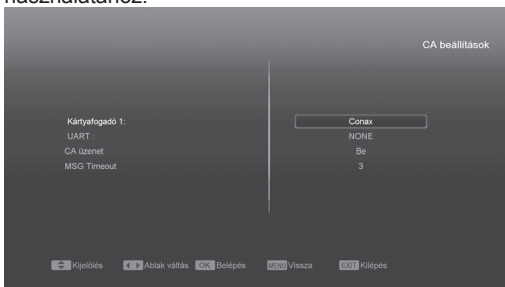 használatához.
CA beállítások
Kártyafogadó 1: Conax
UART : NONE
CA üzenet Be
MSG Timeout 3
Kijelölés Ablak váltás OK Belépés MENU Vissza EXIT Kilépés